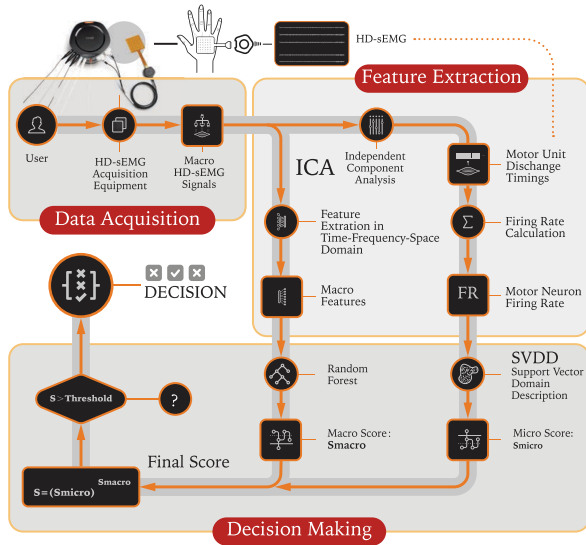 HD-sEMG
Feature Extraction
User
HD-sEMG
Acquisition
Equipment
Macro
HD-sEMG
Signals
Data Acquisition
ICA
Independent
Component
Analysis
Motor Unit
Dischange
Timings
Feature
Extration in
Time-Frequency-Space
Domain
Σ
Firing Rate
Calculation
Macro
Features
FR
Motor Neuron
Firing Rate
DECISION
Random
Forest
SVDD
Support Vector
Domain
Description
S>Threshold
?
Macro Score:
Smacro
Micro Score:
Smicro
Final Score
S=(Smicro)^Smacro
Decision Making